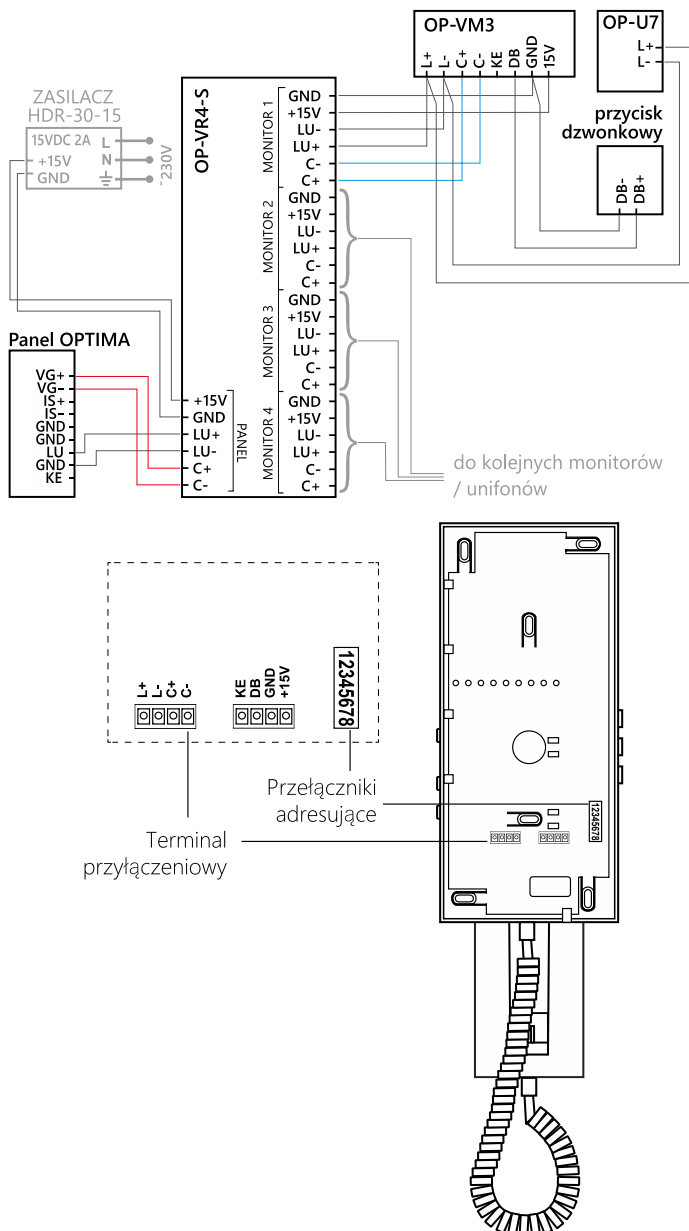 OP-VM3
L+
L-
C+
C-
KE
DB
GND
15V
OP-U7
L+
L-
przycisk
dzwonkowy
DB-
DB+
ZASILACZ
HDR-30-15
15VDC 2A
L
+15V
N
GND
~230V
OP-VR4-S
MONITOR 1
GND
+15V
LU-
LU+
C-
C+
MONITOR 2
GND
+15V
LU-
LU+
C-
C+
MONITOR 3
GND
+15V
LU-
LU+
C-
C+
MONITOR 4
GND
+15V
LU-
LU+
C-
C+
Panel OPTIMA
VG+
VG-
IS+
IS-
GND
GND
LU
GND
KE
+15V
GND
LU+
LU-
C+
C-
PANEL
do kolejnych monitorów
/ unifonów
L+
L-
C+
C-
KE
DB
GND
+15V
12345678
Przełączniki
adresujące
Terminal
przyłączeniowy
12345678